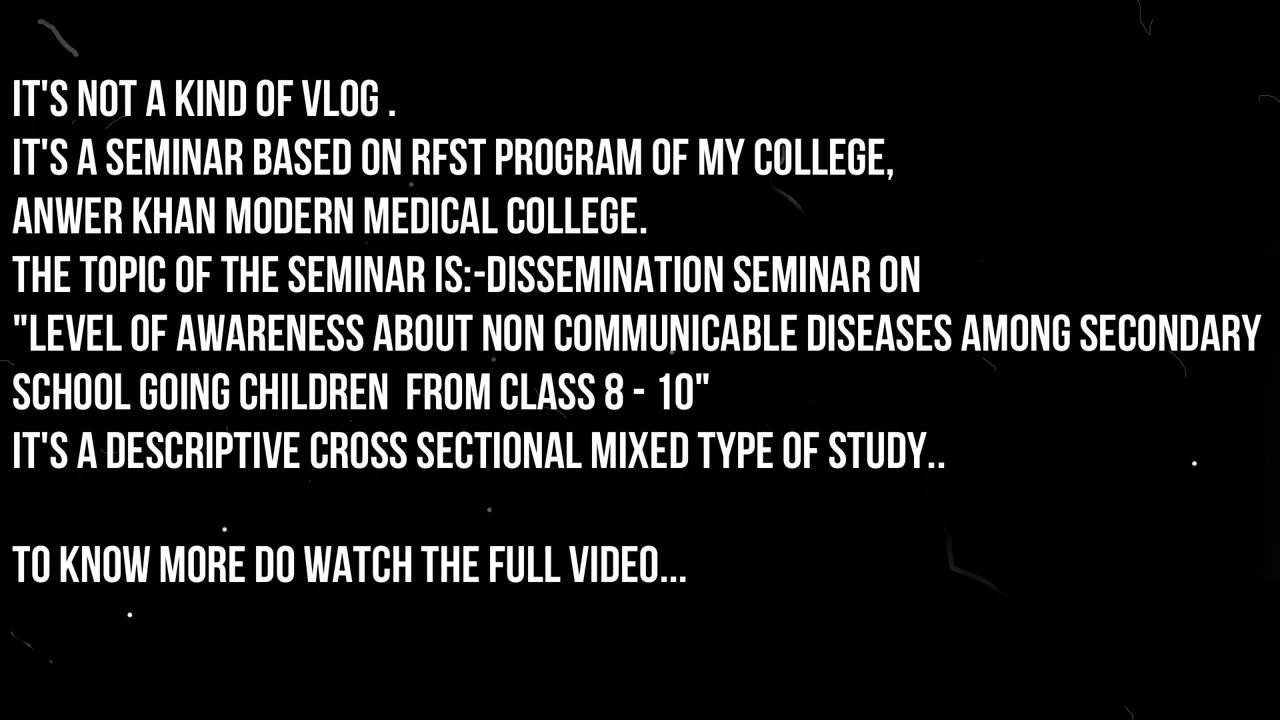 IT'S NOT A KIND OF VLOG .
IT'S A SEMINAR BASED ON RFST PROGRAM OF MY COLLEGE,
ANWER KHAN MODERN MEDICAL COLLEGE.
THE TOPIC OF THE SEMINAR IS:-DISSEMINATION SEMINAR ON
"LEVEL OF AWARENESS ABOUT NON COMMUNICABLE DISEASES AMONG SECONDARY
SCHOOL GOING CHILDREN  FROM CLASS 8 - 10"
IT'S A DESCRIPTIVE CROSS SECTIONAL MIXED TYPE OF STUDY..
TO KNOW MORE DO WATCH THE FULL VIDEO...